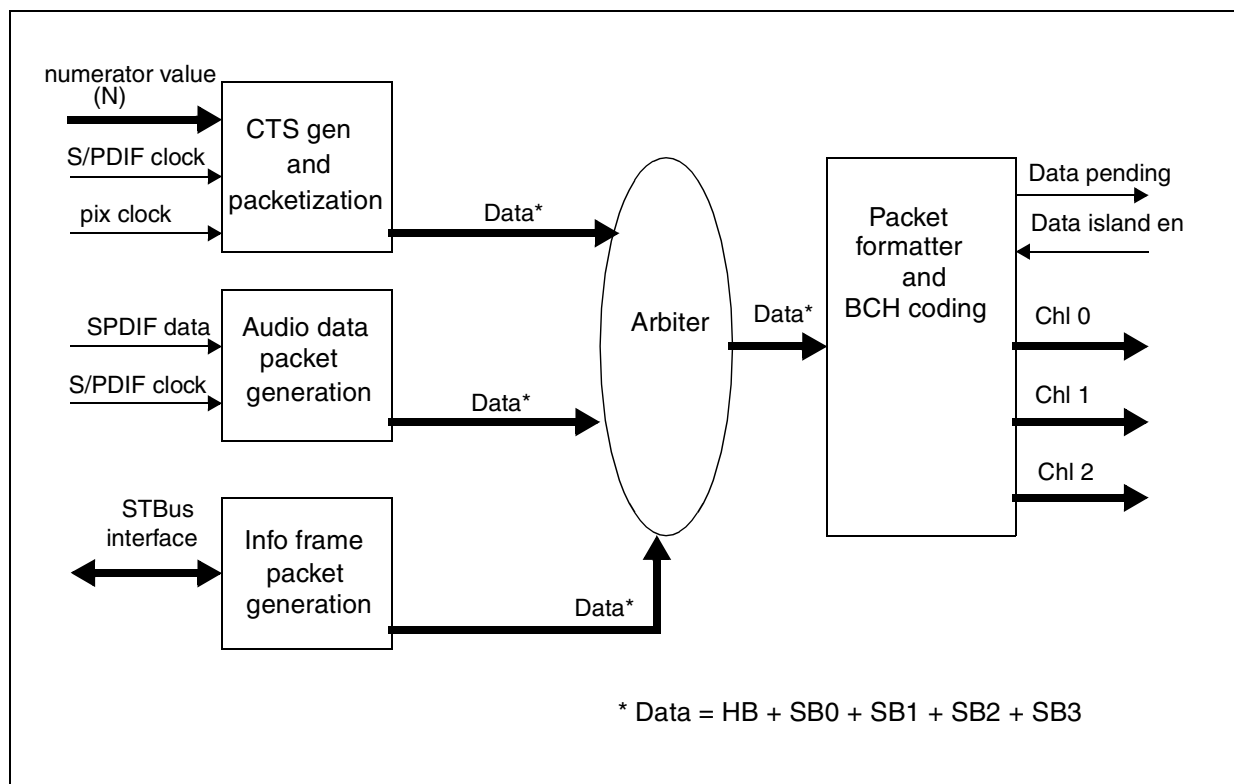 numerator value
(N)
S/PDIF clock
pix clock
CTS gen
and
packetization
Data*
SPDIF data
S/PDIF clock
Audio data
packet
generation
Data*
STBus
interface
Info frame
packet
generation
Data*
Arbiter
Data*
Packet
formatter
and
BCH coding
Data pending
Data island en
Chl 0
Chl 1
Chl 2
* Data = HB + SB0 + SB1 + SB2 + SB3